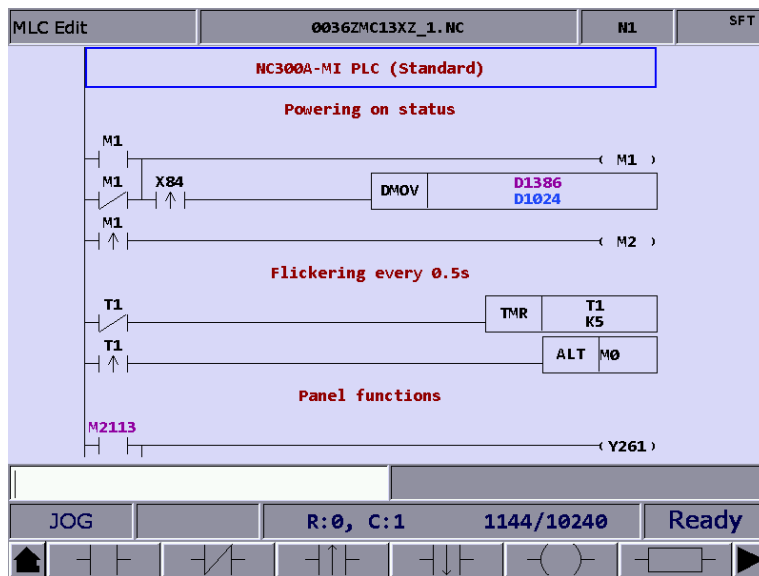 MLC Edit 0036ZMC13XZ_1.NC N1 SFT
NC300A-MI PLC (Standard)
Powering on status
M1
( M1 )
M1 X84
DMOV D1386
D1024
M1
( M2 )
Flickering every 0.5s
T1
TMR T1
K5
T1
ALT M0
Panel functions
M2113
( Y261 )
JOG R:0, C:1 1144/10240 Ready